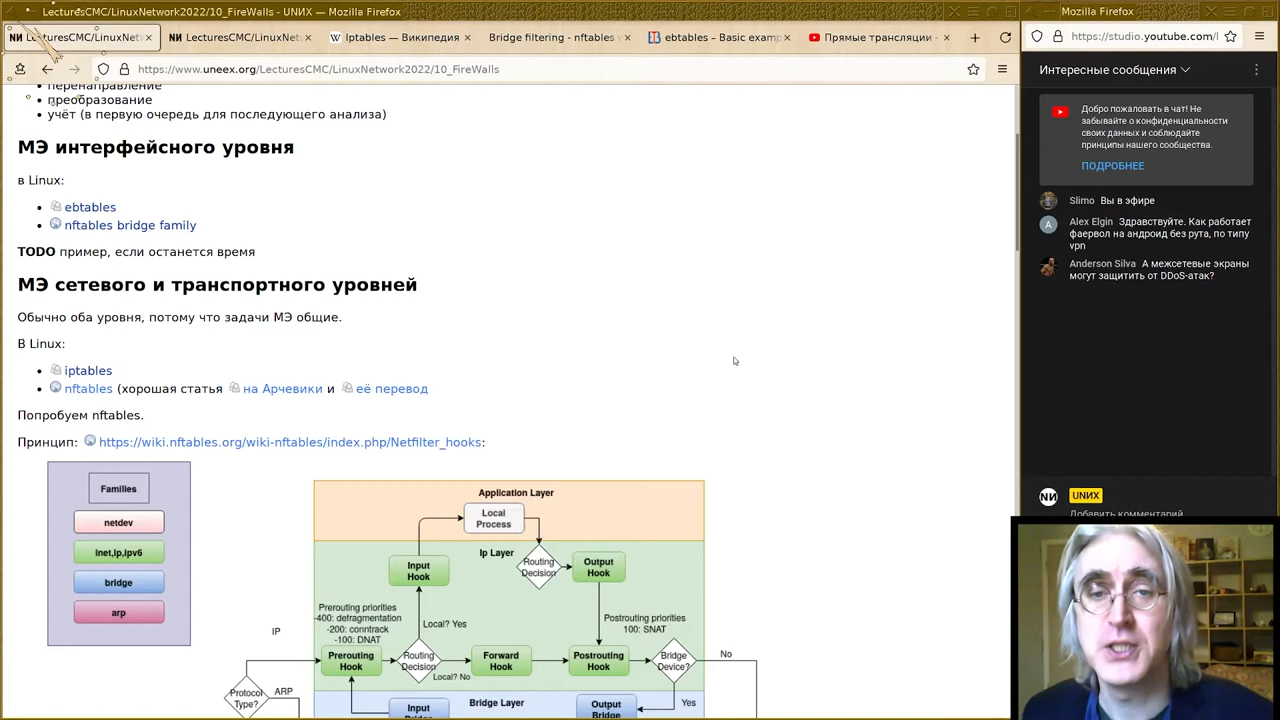 LecturesCMC/LinuxNetwork2022/10_FireWalls - UNИX — Mozilla Firefox
Mozilla Firefox
LecturesCMC/LinuxNetw
LecturesCMC/LinuxNetw
Iptables — Википедия
Bridge filtering - nftables w
ebtables – Basic examp
Прямые трансляции -
https://www.uneex.org/LecturesCMC/LinuxNetwork2022/10_FireWalls
https://studio.youtube.com/l
перенаправление
преобразование
учёт (в первую очередь для последующего анализа)
МЭ интерфейсного уровня
в Linux:
ebtables
nftables bridge family
TODO пример, если останется время
МЭ сетевого и транспортного уровней
Обычно оба уровня, потому что задачи МЭ общие.
В Linux:
iptables
nftables (хорошая статья на Арчевики и её перевод
Попробуем nftables.
Принцип: https://wiki.nftables.org/wiki-nftables/index.php/Netfilter_hooks:
Families
netdev
inet,ip,ipv6
bridge
arp
Application Layer
Local
Process
Ip Layer
Input
Hook
Routing
Decision
Output
Hook
Prerouting priorities
-400: defragmentation
-200: conntrack
-100: DNAT
Local? Yes
Postrouting priorities
100: SNAT
IP
Prerouting
Hook
Routing
Decision
Local? No
Forward
Hook
Postrouting
Hook
Bridge
Device?
No
Yes
Protocol
Type?
ARP
Input
Bridge
Bridge Layer
Output
Bridge
Интересные сообщения
Добро пожаловать в чат! Не
забывайте о конфиденциальности
своих данных и соблюдайте
принципы нашего сообщества.
ПОДРОБНЕЕ
Slimo Вы в эфире
Alex Elgin Здравствуйте. Как работает
фаервол на андроид без рута, по типу
vpn
Anderson Silva А межсетевые экраны
могут защитить от DDoS-атак?
UNИX
Добавить комментарий